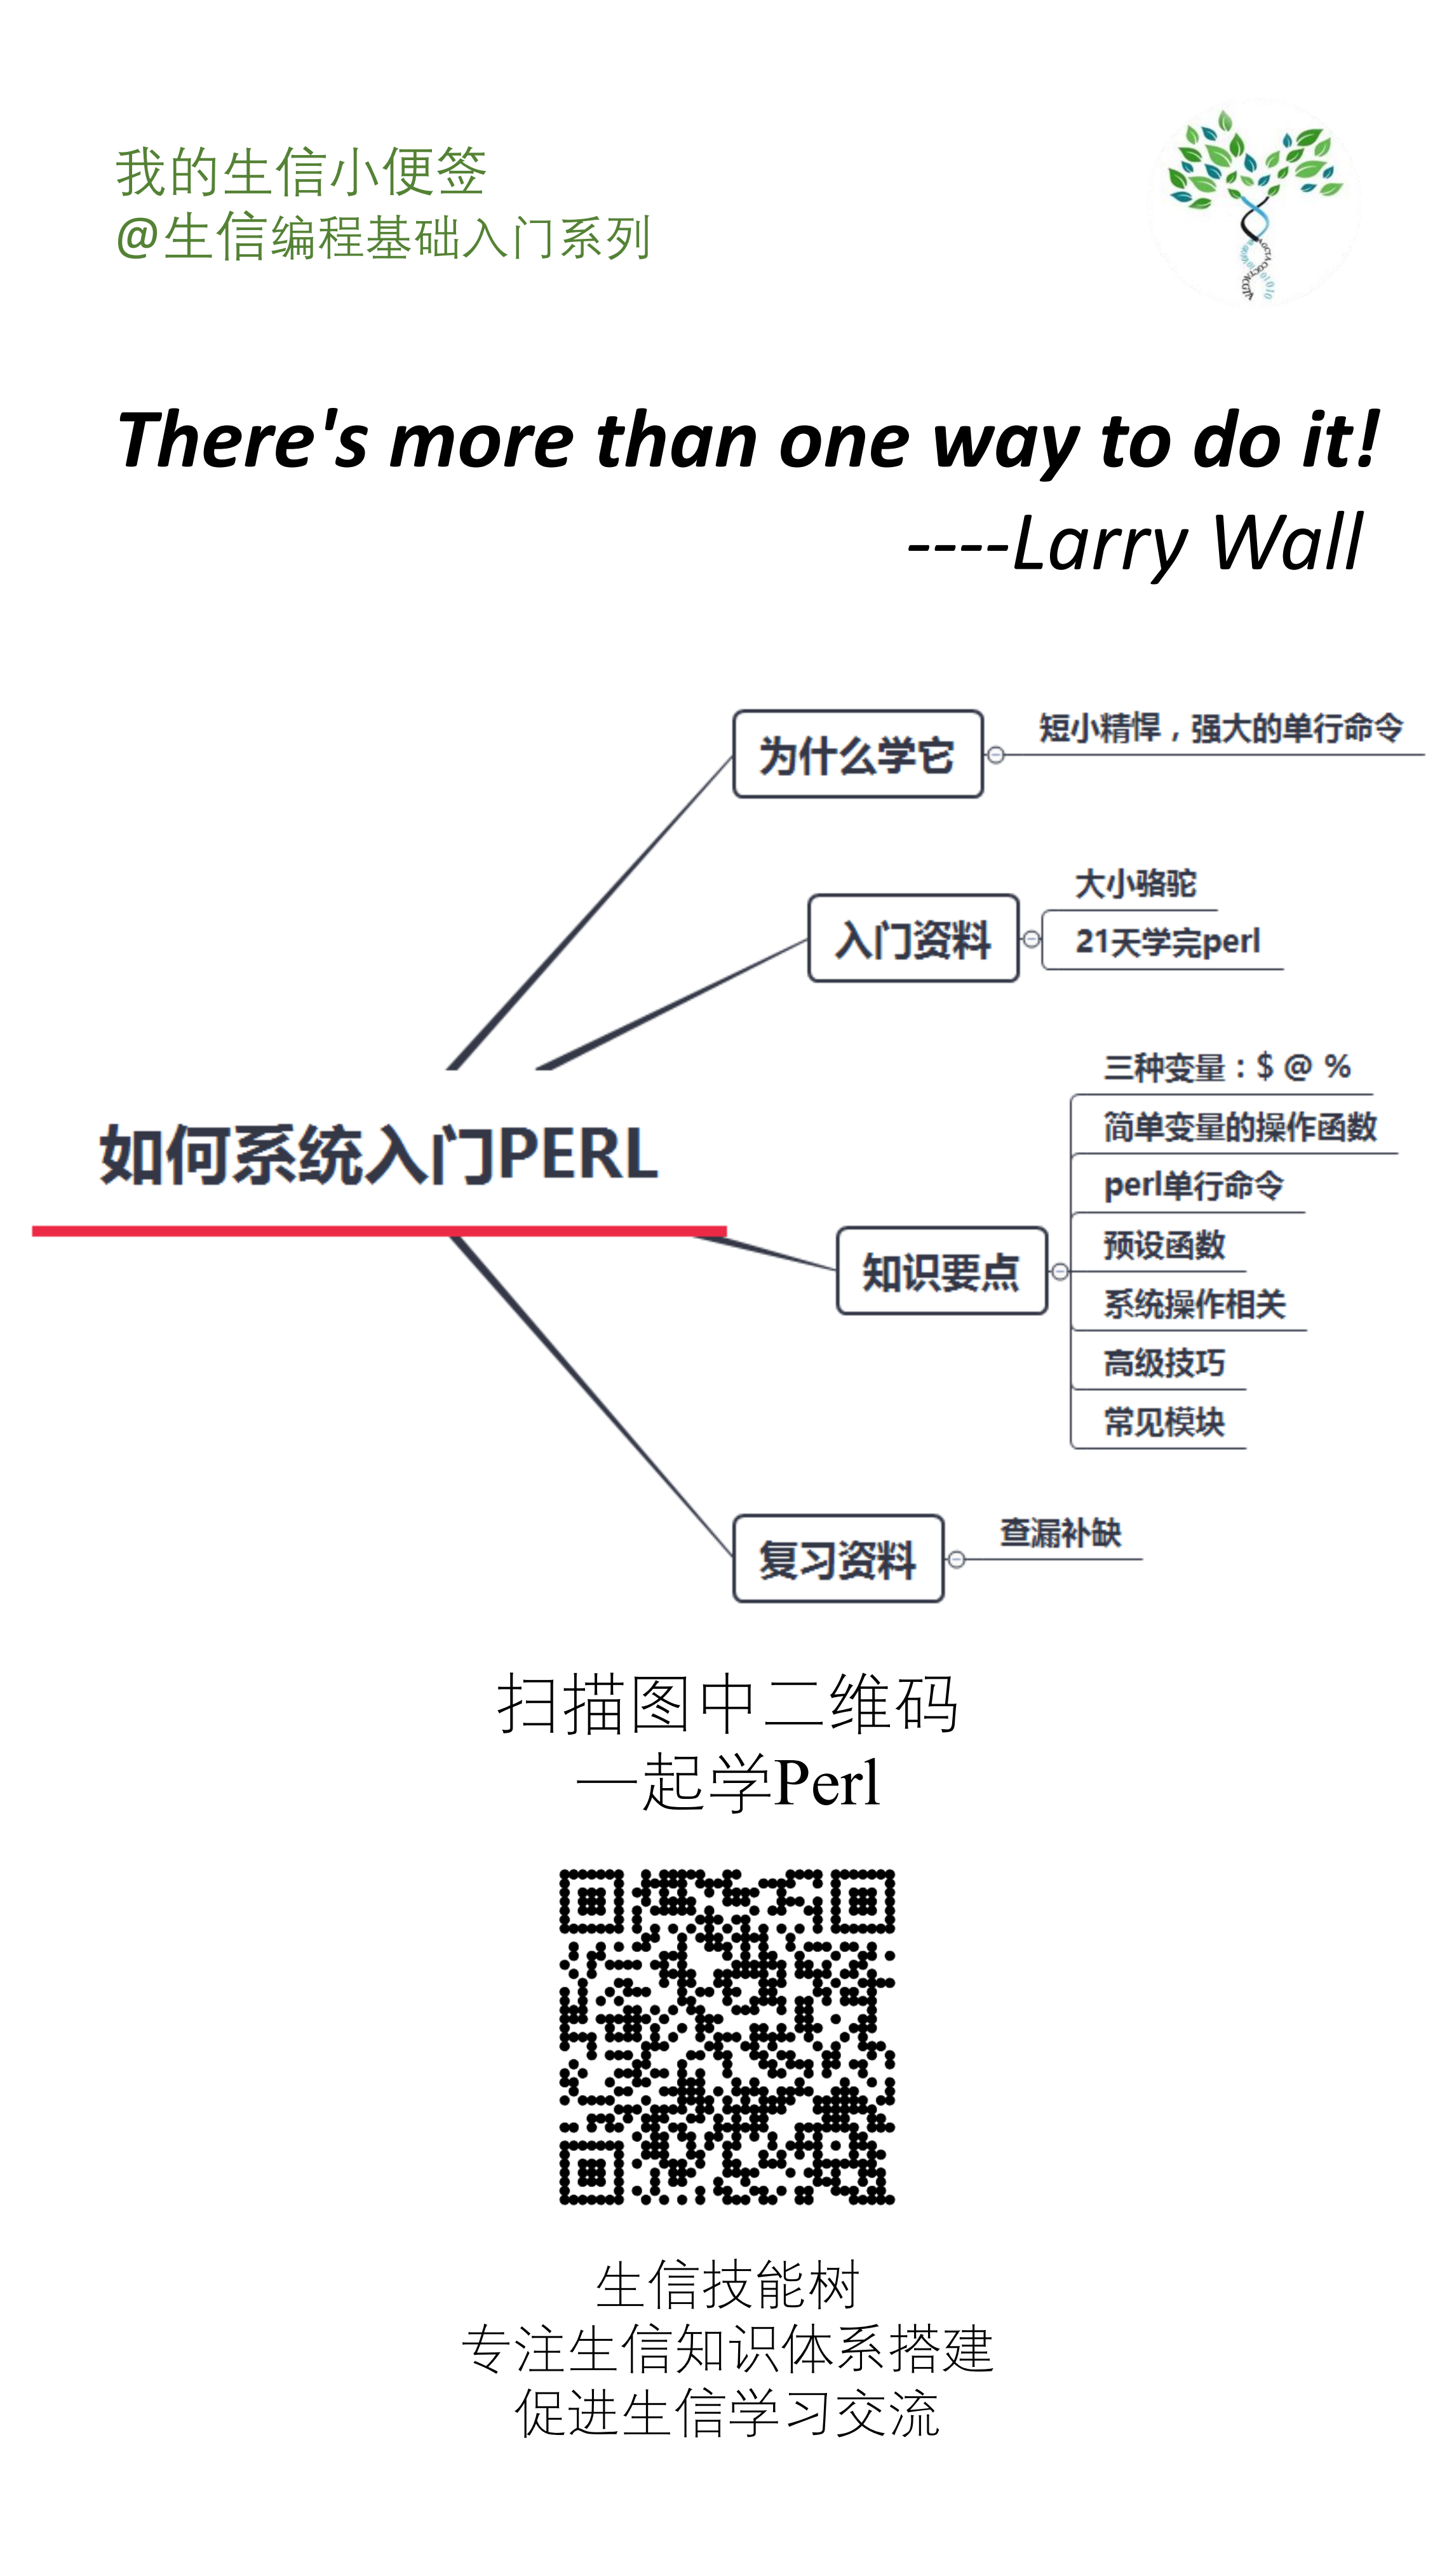 我的生信小便签
@生信编程基础入门系列
There's more than one way to do it!
----Larry Wall
为什么学它
短小精悍，强大的单行命令
入门资料
大小骆驼
21天学完perl
如何系统入门PERL
知识要点
三种变量：$ @ %
简单变量的操作函数
perl单行命令
预设函数
系统操作相关
高级技巧
常见模块
复习资料
查漏补缺
扫描图中二维码
一起学Perl
生信技能树
专注生信知识体系搭建
促进生信学习交流